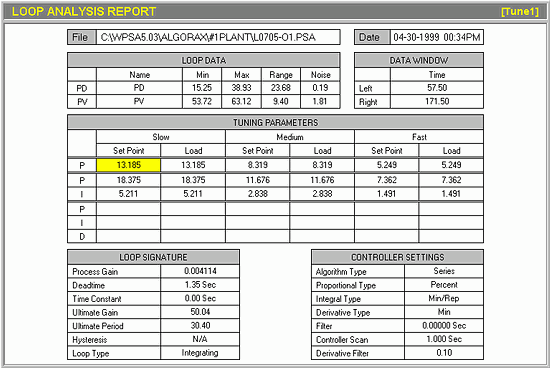 LOOP ANALYSIS REPORT [Tune1]
File C:\WPSA5.03\ALGORAX\#1PLANT\L0705-O1.PSA Date 04-30-1999 00:34PM
LOOP DATA
Name Min Max Range Noise
PD PD 15.25 38.93 23.68 0.19
PV PV 53.72 63.12 9.40 1.81
DATA WINDOW
Time
Left 57.50
Right 171.50
TUNING PARAMETERS
Slow Medium Fast
Set Point Load Set Point Load Set Point Load
P 13.185 13.185 8.319 8.319 5.249 5.249
P 18.375 18.375 11.676 11.676 7.362 7.362
I 5.211 5.211 2.838 2.838 1.491 1.491
P
I
D
LOOP SIGNATURE
Process Gain 0.004114
Deadtime 1.35 Sec
Time Constant 0.00 Sec
Ultimate Gain 50.04
Ultimate Period 30.40
Hysteresis N/A
Loop Type Integrating
CONTROLLER SETTINGS
Algorithm Type Series
Proportional Type Percent
Integral Type Min/Rep
Derivative Type Min
Filter 0.00000 Sec
Controller Scan 1.000 Sec
Derivative Filter 0.10